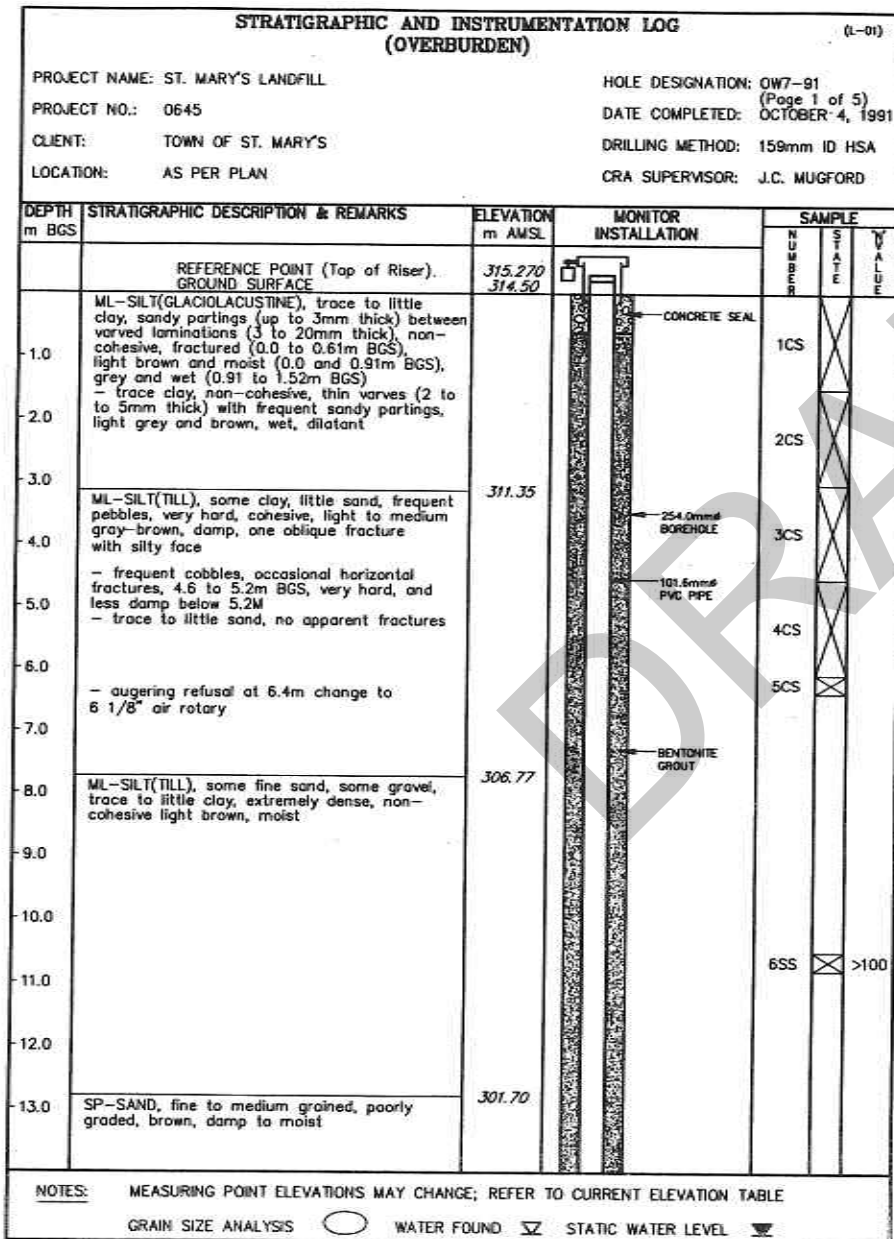 STRATIGRAPHIC AND INSTRUMENTATION LOG
(OVERBURDEN)
(L-01)
PROJECT NAME: ST. MARY'S LANDFILL
HOLE DESIGNATION: OW7-91
(Page 1 of 5)
PROJECT NO.: 0645
DATE COMPLETED: OCTOBER 4, 1991
CLIENT: TOWN OF ST. MARY'S
DRILLING METHOD: 159mm ID HSA
LOCATION: AS PER PLAN
CRA SUPERVISOR: J.C. MUGFORD
DEPTH
m BGS
STRATIGRAPHIC DESCRIPTION & REMARKS
ELEVATION
m AMSL
MONITOR
INSTALLATION
SAMPLE
NUMBER
STATE
'N' VALUE
REFERENCE POINT (Top of Riser) 315.270
GROUND SURFACE 314.50
ML-SILT(GLACIOLACUSTINE), trace to little
clay, sandy partings (up to 3mm thick) between
varved laminations (3 to 20mm thick), non-
cohesive, fractured (0.0 to 0.61m BGS),
light brown and moist (0.0 and 0.91m BGS),
grey and wet (0.91 to 1.52m BGS)
- trace clay, non-cohesive, thin varves (2 to
to 5mm thick) with frequent sandy partings,
light grey and brown, wet, dilatant
CONCRETE SEAL
1CS
1.0
2.0
2CS
3.0
311.35
ML-SILT(TILL), some clay, little sand, frequent
pebbles, very hard, cohesive, light to medium
gray-brown, damp, one oblique fracture
with silty face
254.0mmø
BOREHOLE
3CS
4.0
- frequent cobbles, occasional horizontal
fractures, 4.6 to 5.2m BGS, very hard, and
less damp below 5.2M
- trace to little sand, no apparent fractures
101.6mmø
PVC PIPE
5.0
4CS
6.0
- augering refusal at 6.4m change to
6 1/8" air rotary
5CS
7.0
BENTONITE
GROUT
306.77
8.0
ML-SILT(TILL), some fine sand, some gravel,
trace to little clay, extremely dense, non-
cohesive light brown, moist
9.0
10.0
6SS >100
11.0
12.0
301.70
13.0
SP-SAND, fine to medium grained, poorly
graded, brown, damp to moist
NOTES: MEASURING POINT ELEVATIONS MAY CHANGE; REFER TO CURRENT ELEVATION TABLE
GRAIN SIZE ANALYSIS WATER FOUND STATIC WATER LEVEL
DRA